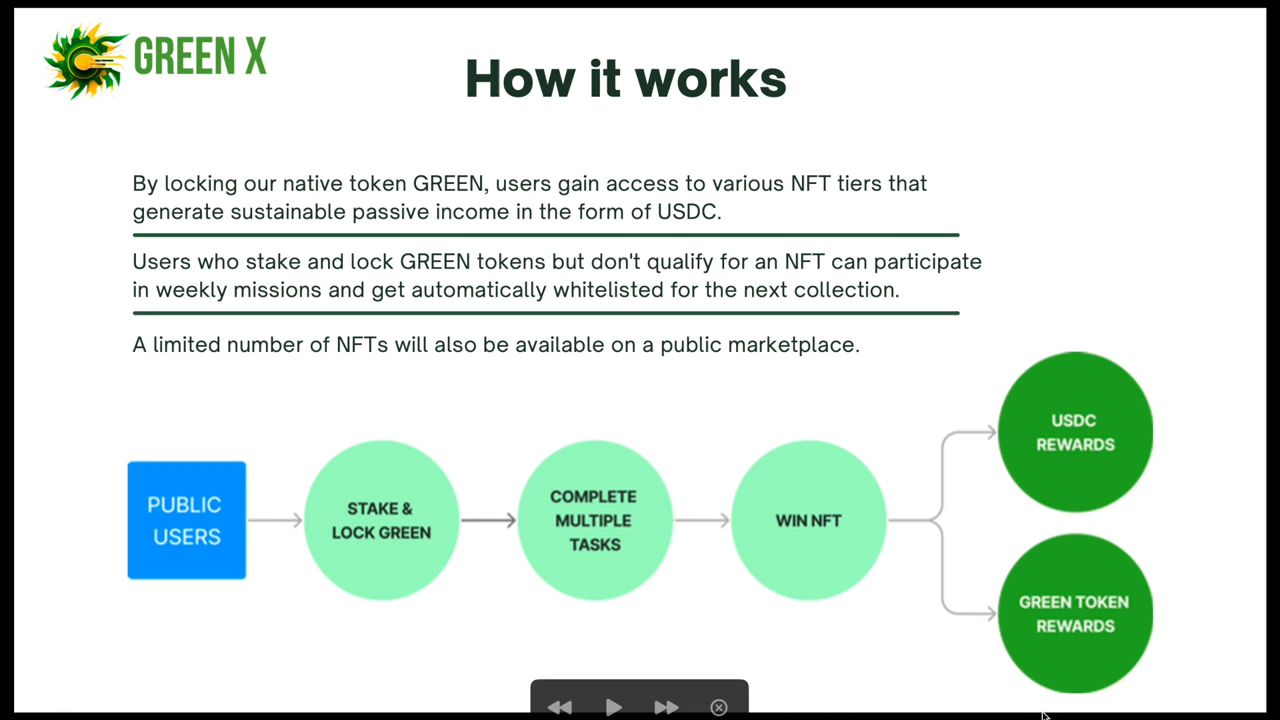 GREEN X
How it works
By locking our native token GREEN, users gain access to various NFT tiers that
generate sustainable passive income in the form of USDC.
Users who stake and lock GREEN tokens but don't qualify for an NFT can participate
in weekly missions and get automatically whitelisted for the next collection.
A limited number of NFTs will also be available on a public marketplace.
PUBLIC
USERS
STAKE &
LOCK GREEN
COMPLETE
MULTIPLE
TASKS
WIN NFT
USDC
REWARDS
GREEN TOKEN
REWARDS